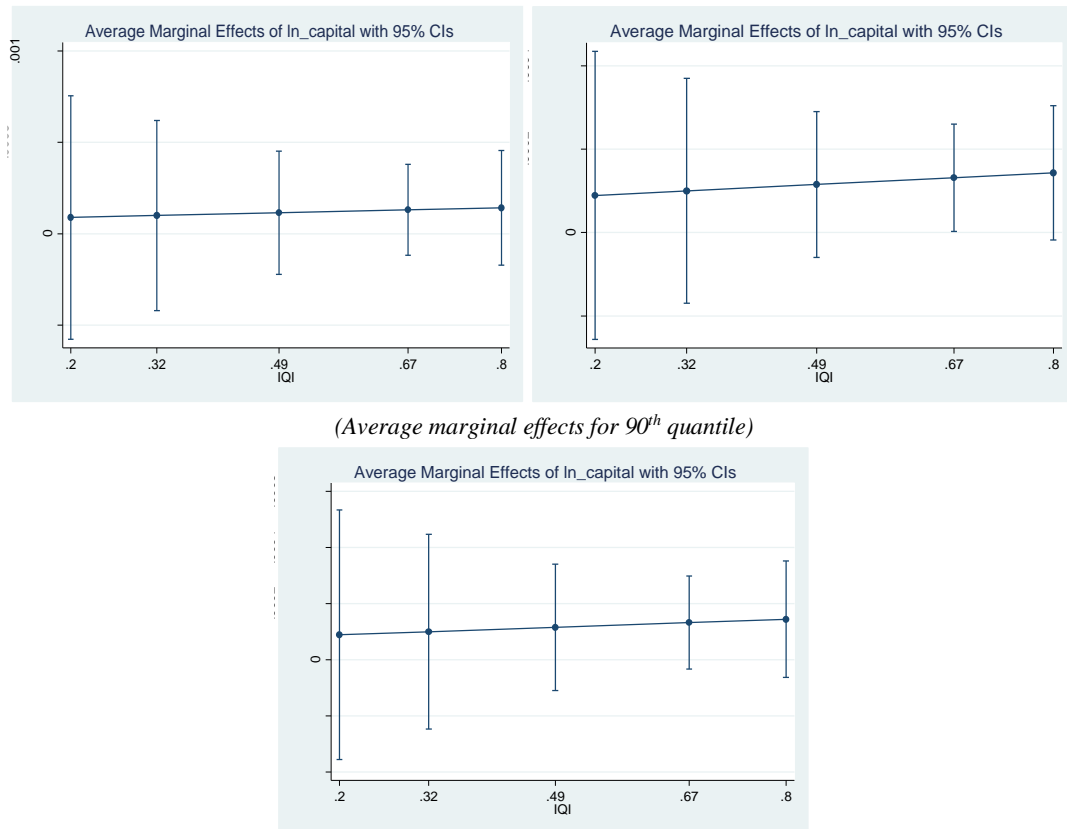 Average Marginal Effects of ln_capital with 95% CIs
.001
0
.2 .32 .49 .67 .8
IQI
Average Marginal Effects of ln_capital with 95% CIs
0
.2 .32 .49 .67 .8
IQI
(Average marginal effects for 90th quantile)
Average Marginal Effects of ln_capital with 95% CIs
0
.2 .32 .49 .67 .8
IQI